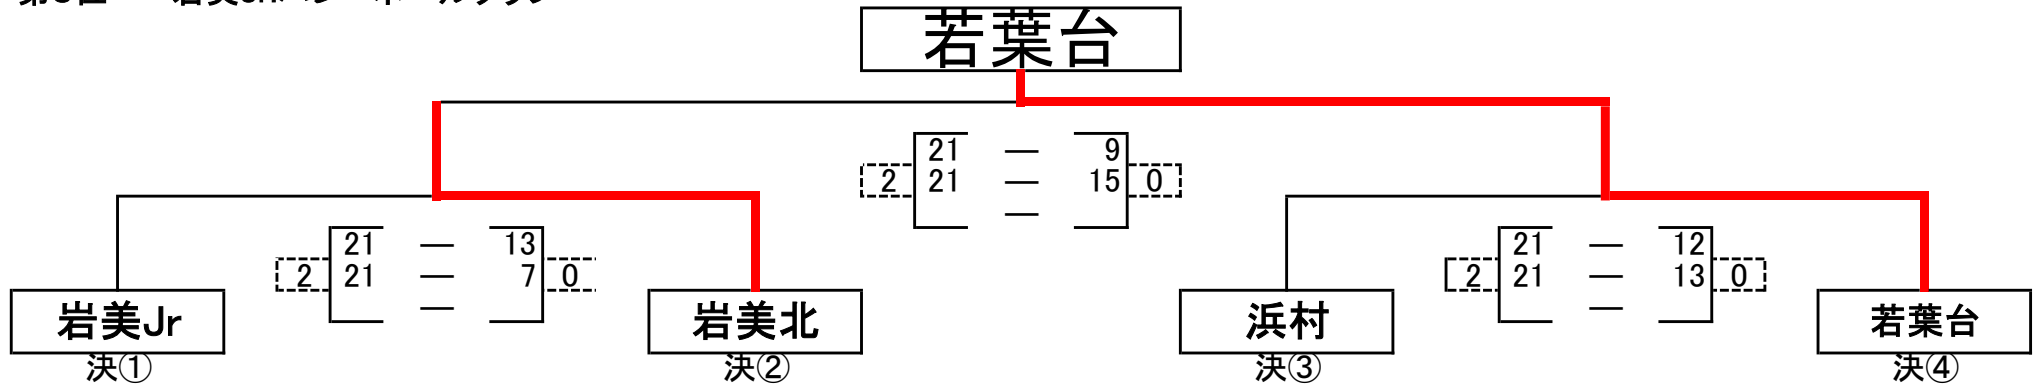 若葉台
21 — 9
2 21 — 15 0
—
21 — 13
2 21 — 7 0
—
21 — 12
2 21 — 13 0
—
岩美Jr
岩美北
浜村
若葉台
決①
決②
決③
決④